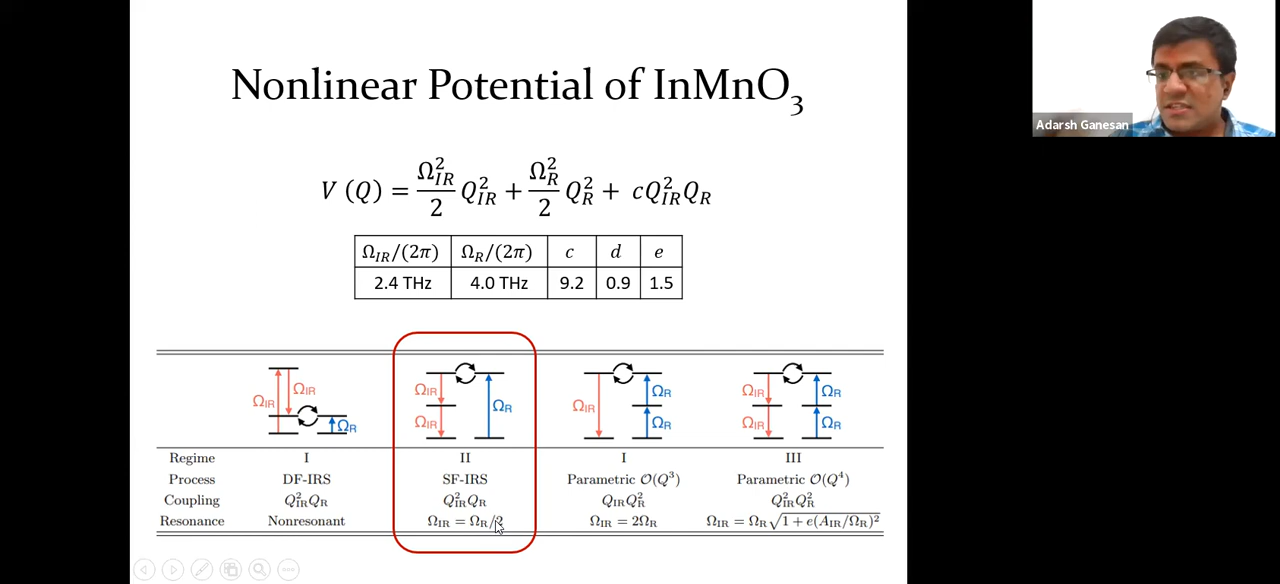 Nonlinear Potential of InMnO₃
V (Q) = Ω²_IR/2 Q²_IR + Ω²_R/2 Q²_R + cQ²_IR Q_R
Ω_IR/(2π) Ω_R/(2π) c d e
2.4 THz 4.0 THz 9.2 0.9 1.5
Ω_IR Ω_IR Ω_R Ω_IR Ω_IR Ω_R Ω_IR Ω_R Ω_R Ω_IR Ω_IR Ω_R Ω_R
Regime I II I III
Process DF-IRS SF-IRS Parametric 𝒪(Q³) Parametric 𝒪(Q⁴)
Coupling Q²_IR Q_R Q²_IR Q_R Q_IR Q²_R Q²_IR Q²_R
Resonance Nonresonant Ω_IR = Ω_R/2 Ω_IR = 2Ω_R Ω_IR = Ω_R√1 + e(A_IR/Ω_R)²
Adarsh Ganesan